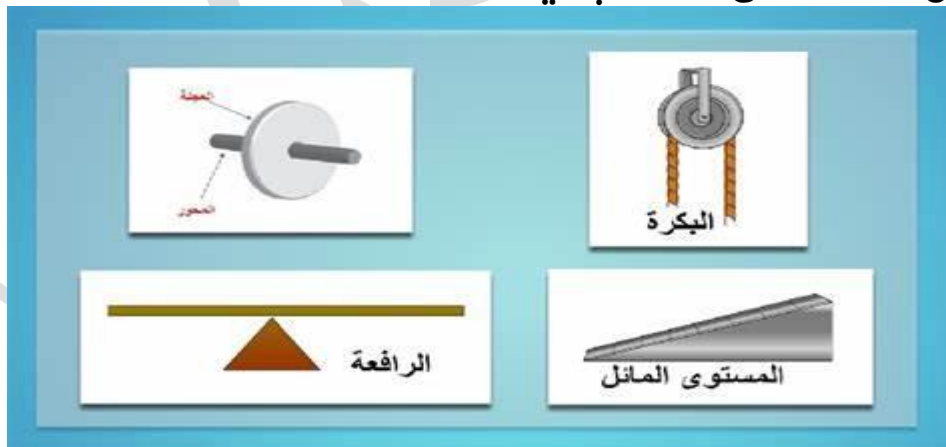 العجلة
المحور
البكرة
الرافعة
المستوى المائل